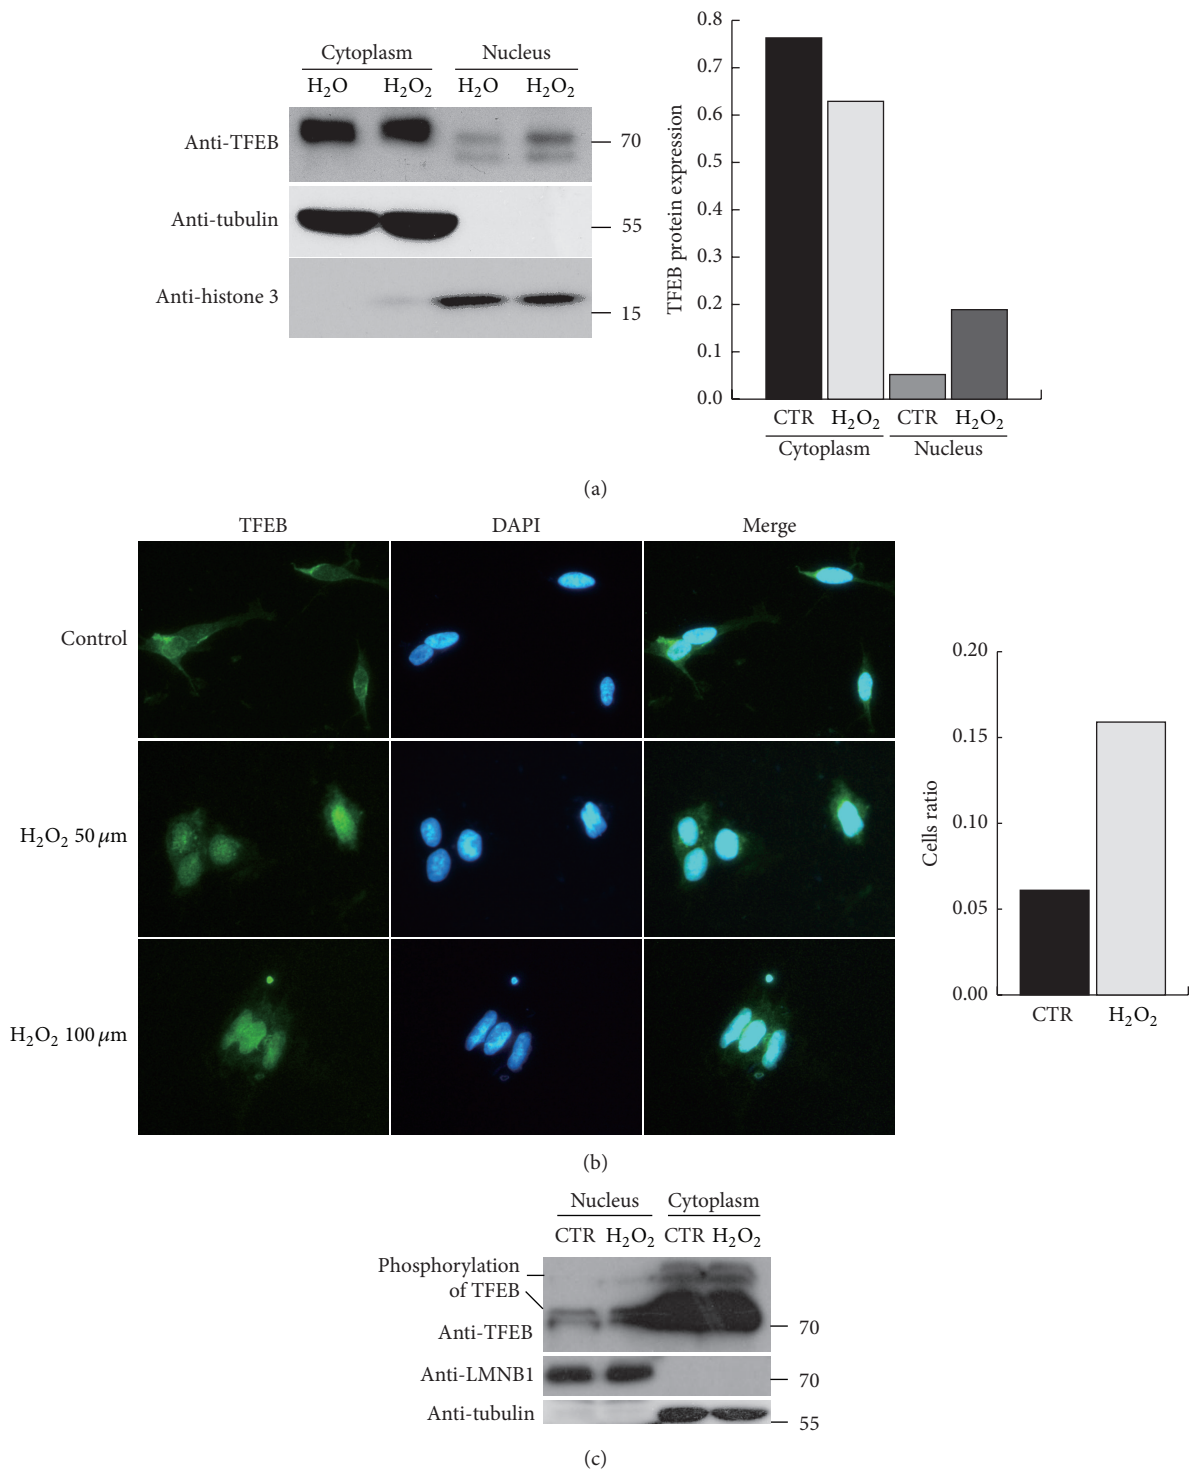 Cytoplasm Nucleus
H₂O H₂O₂ H₂O H₂O₂
Anti-TFEB
70
Anti-tubulin
55
Anti-histone 3
15
TFEB protein expression
0.8
0.7
0.6
0.5
0.4
0.3
0.2
0.1
0.0
CTR H₂O₂ CTR H₂O₂
Cytoplasm Nucleus
(a)
TFEB DAPI Merge
Control
H₂O₂ 50 μm
H₂O₂ 100 μm
Cells ratio
0.20
0.15
0.10
0.05
0.00
CTR H₂O₂
(b)
Nucleus Cytoplasm
CTR H₂O₂ CTR H₂O₂
Phosphorylation
of TFEB
Anti-TFEB
70
Anti-LMNB1
70
Anti-tubulin
55
(c)